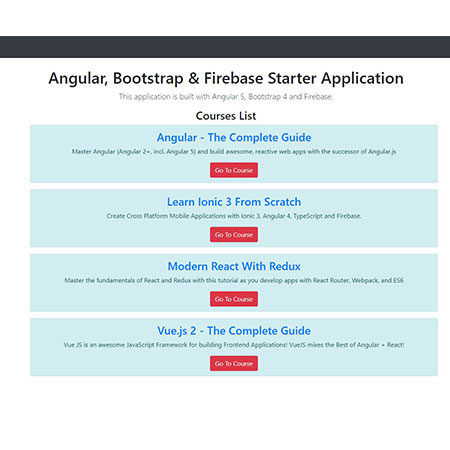 Angular, Bootstrap & Firebase Starter Application
This application is built with Angular 5, Bootstrap 4 and Firebase.
Courses List
Angular - The Complete Guide
Master Angular (Angular 2+, incl. Angular 5) and build awesome, reactive web apps with the successor of Angular.js
Go To Course
Learn Ionic 3 From Scratch
Create Cross Platform Mobile Applications with Ionic 3, Angular 4, TypeScript and Firebase.
Go To Course
Modern React With Redux
Master the fundamentals of React and Redux with this tutorial as you develop apps with React Router, Webpack, and ES6
Go To Course
Vue.js 2 - The Complete Guide
Vue JS is an awesome JavaScript Framework for building Frontend Applications! VueJS mixes the Best of Angular + React!
Go To Course